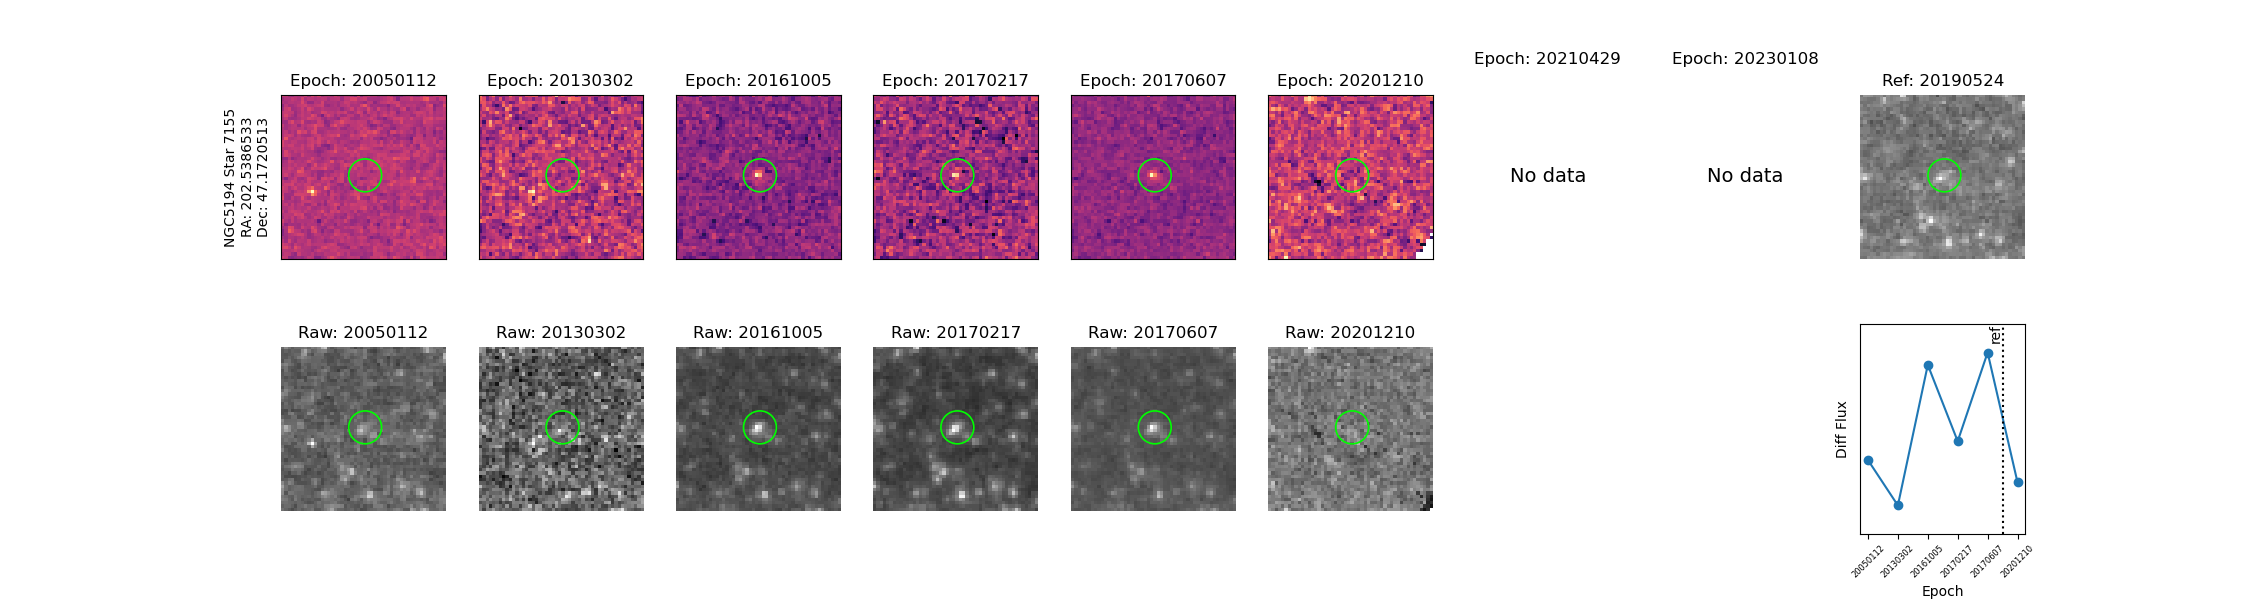 NGC5194 Star 7155
RA: 202.5386533
Dec: 47.1720513
Epoch: 20050112
Epoch: 20130302
Epoch: 20161005
Epoch: 20170217
Epoch: 20170607
Epoch: 20201210
Epoch: 20210429
Epoch: 20230108
Ref: 20190524
No data
No data
Raw: 20050112
Raw: 20130302
Raw: 20161005
Raw: 20170217
Raw: 20170607
Raw: 20201210
ref
Diff Flux
20050112
20130302
20161005
20170217
20170607
20201210
Epoch